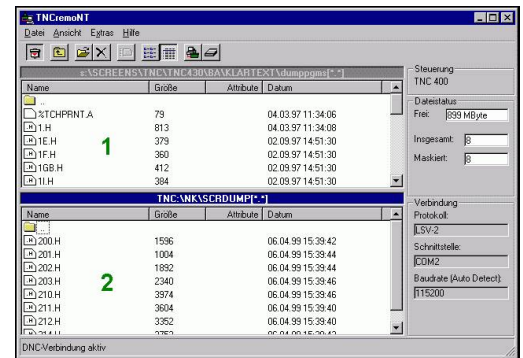 TNCremoNT
Datei Ansicht Extras Hilfe
s:\SCREENS\TNC\TNC430\BA\KLARTEXT\dumppgms[*.*]
Name Größe Attribute Datum
..
%TCHPRNT.A 79 04.03.97 11:34:06
1.H 813 04.03.97 11:34:08
1E.H 379 02.09.97 14:51:30
1F.H 360 02.09.97 14:51:30
1GB.H 412 02.09.97 14:51:30
1I.H 384 02.09.97 14:51:30
1
TNC:\NK\SCRDUMP[*.*]
Name Größe Attribute Datum
..
200.H 1596 06.04.99 15:39:42
201.H 1004 06.04.99 15:39:44
202.H 1892 06.04.99 15:39:44
203.H 2340 06.04.99 15:39:46
210.H 3974 06.04.99 15:39:46
211.H 3604 06.04.99 15:39:40
212.H 3352 06.04.99 15:39:40
2
Steuerung
TNC 400
Dateistatus
Frei: 899 MByte
Insgesamt: 8
Maskiert: 8
Verbindung
Protokoll:
LSV-2
Schnittstelle:
COM2
Baudrate (Auto Detect):
115200
DNC-Verbindung aktiv